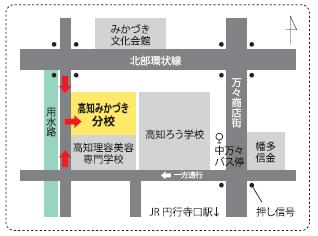 みかづき
文化会館
北部環状線
用水路
高知みかづき
分校
高知理容美容
専門学校
高知ろう学校
万々商店街
中万々
バス停
幡多
信金
一方通行
JR円行寺口駅↓
押し信号